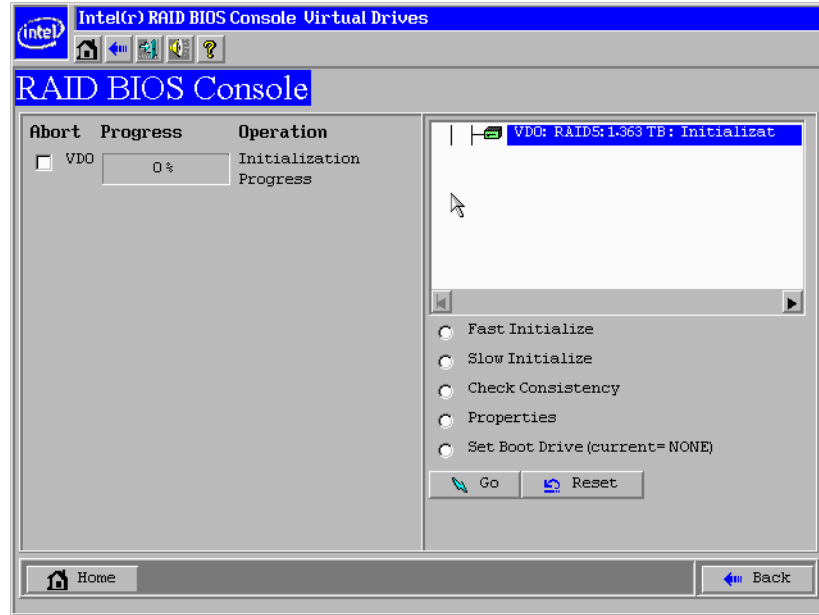 Intel(r) RAID BIOS Console Virtual Drives
intel
RAID BIOS Console
Abort Progress Operation
VD0 0 % Initialization
Progress
VD0: RAID5: 1.363 TB : Initializat
Fast Initialize
Slow Initialize
Check Consistency
Properties
Set Boot Drive (current= NONE)
Go Reset
Home Back